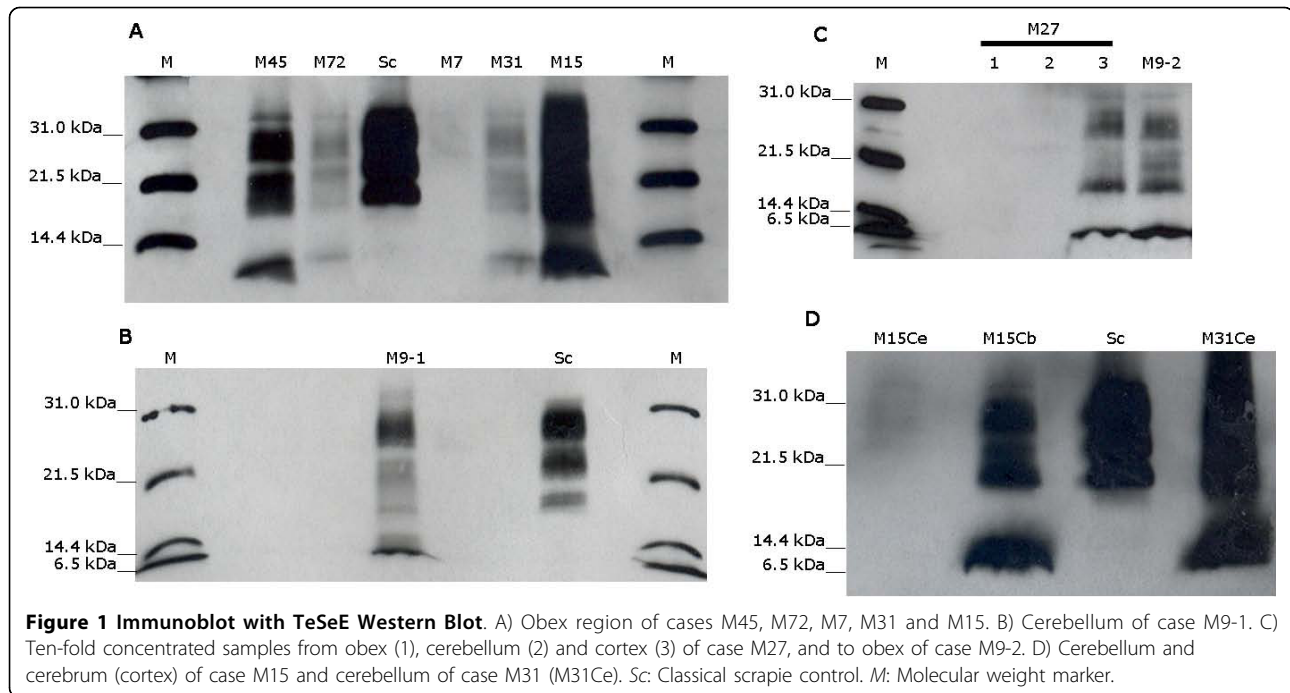 A
M M45 M72 Sc M7 M31 M15 M
31.0 kDa
21.5 kDa
14.4 kDa
C
M27
M 1 2 3 M9-2
31.0 kDa
21.5 kDa
14.4 kDa
6.5 kDa
B
M M9-1 Sc M
31.0 kDa
21.5 kDa
14.4 kDa
6.5 kDa
D
M15Ce M15Cb Sc M31Ce
31.0 kDa
21.5 kDa
14.4 kDa
6.5 kDa
Figure 1 Immunoblot with TeSeE Western Blot. A) Obex region of cases M45, M72, M7, M31 and M15. B) Cerebellum of case M9-1. C)
Ten-fold concentrated samples from obex (1), cerebellum (2) and cortex (3) of case M27, and to obex of case M9-2. D) Cerebellum and
cerebrum (cortex) of case M15 and cerebellum of case M31 (M31Ce). Sc: Classical scrapie control. M: Molecular weight marker.